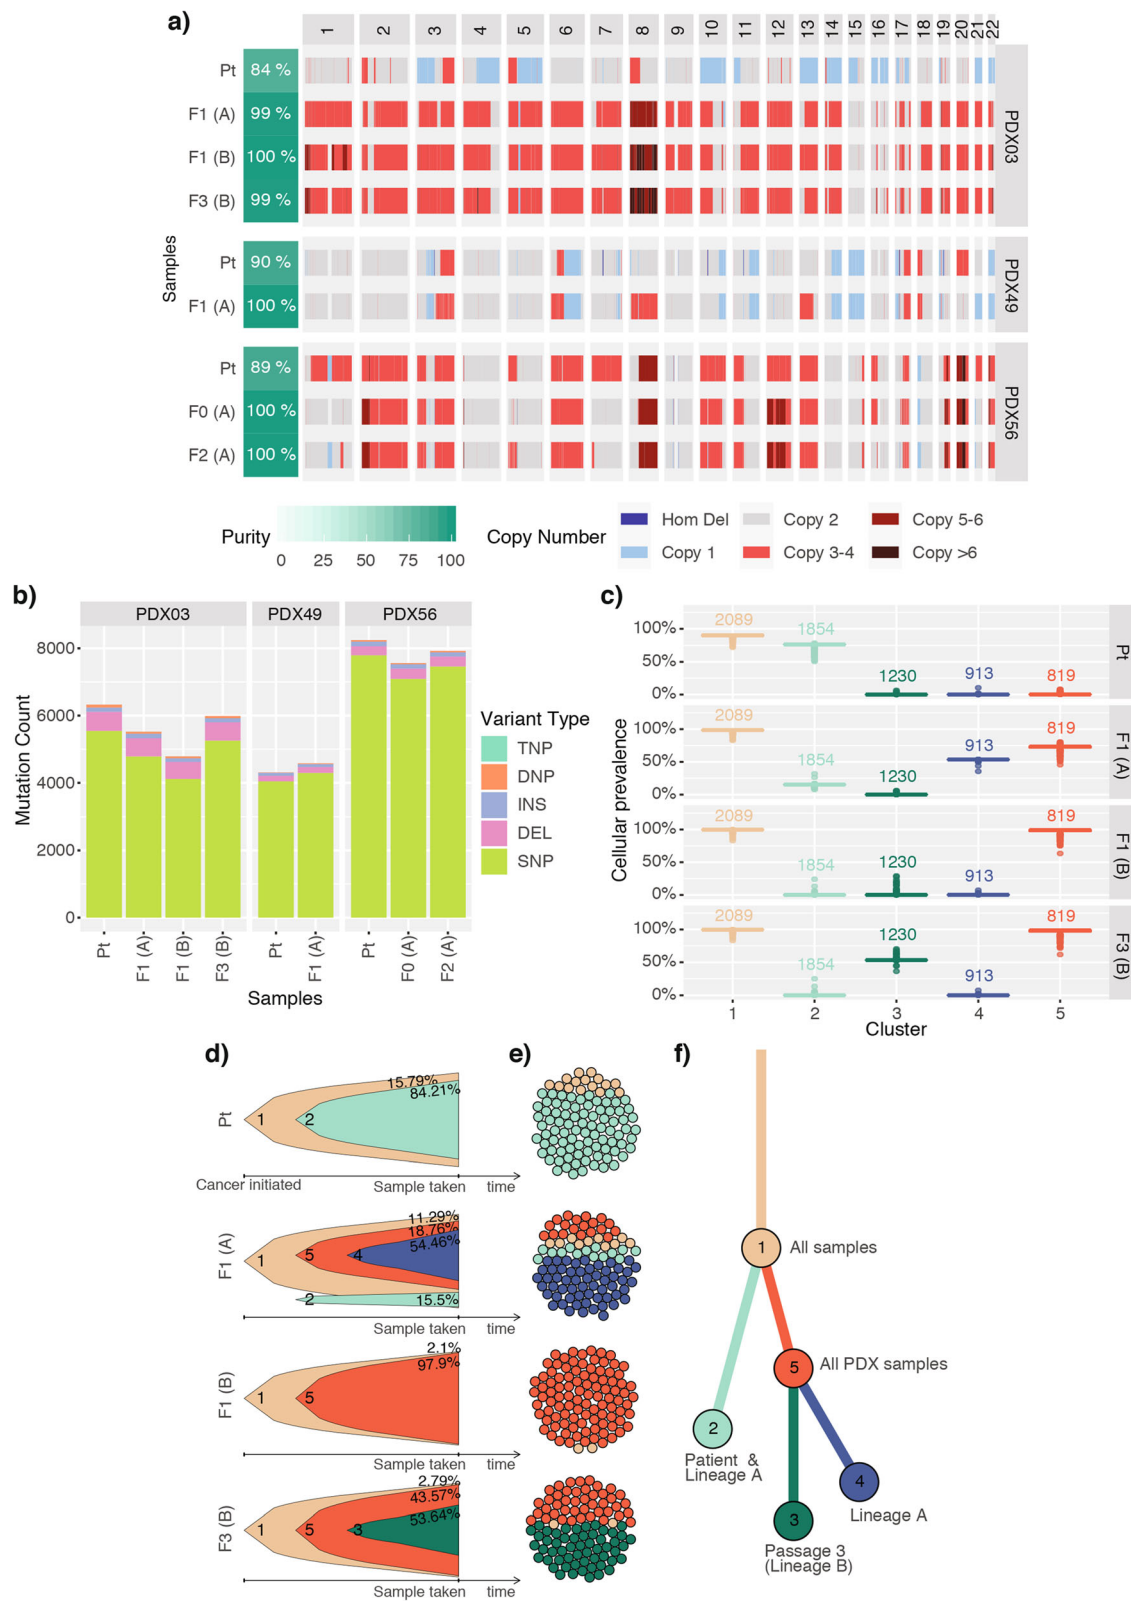 a)
1 2 3 4 5 6 7 8 9 10 11 12 13 14 15 16 17 18 19 20 21 22
Samples
Pt 84 %
F1 (A) 99 %
F1 (B) 100 %
F3 (B) 99 %
PDX03
Pt 90 %
F1 (A) 100 %
PDX49
Pt 89 %
F0 (A) 100 %
F2 (A) 100 %
PDX56
Purity
0 25 50 75 100
Copy Number
Hom Del
Copy 2
Copy 5-6
Copy 1
Copy 3-4
Copy >6
b)
PDX03 PDX49 PDX56
Mutation Count
8000
6000
4000
2000
0
Pt F1 (A) F1 (B) F3 (B) Pt F1 (A) Pt F0 (A) F2 (A)
Samples
Variant Type
TNP
DNP
INS
DEL
SNP
c)
Cellular prevalence
100%
50%
0%
2089 1854 1230 913 819
Pt
100%
50%
0%
2089 1854 1230 913 819
F1 (A)
100%
50%
0%
2089 1854 1230 913 819
F1 (B)
100%
50%
0%
2089 1854 1230 913 819
F3 (B)
1 2 3 4 5
Cluster
d)
Pt
1 2
15.79%
84.21%
Cancer initiated
Sample taken
time
F1 (A)
1 5 4 2
11.29%
18.76%
54.46%
15.5%
Sample taken
time
F1 (B)
1 5
2.1%
97.9%
Sample taken
time
F3 (B)
1 5 3
2.79%
43.57%
53.64%
Sample taken
time
e)
f)
1
All samples
5
All PDX samples
2
Patient &
Lineage A
4
Lineage A
3
Passage 3
(Lineage B)